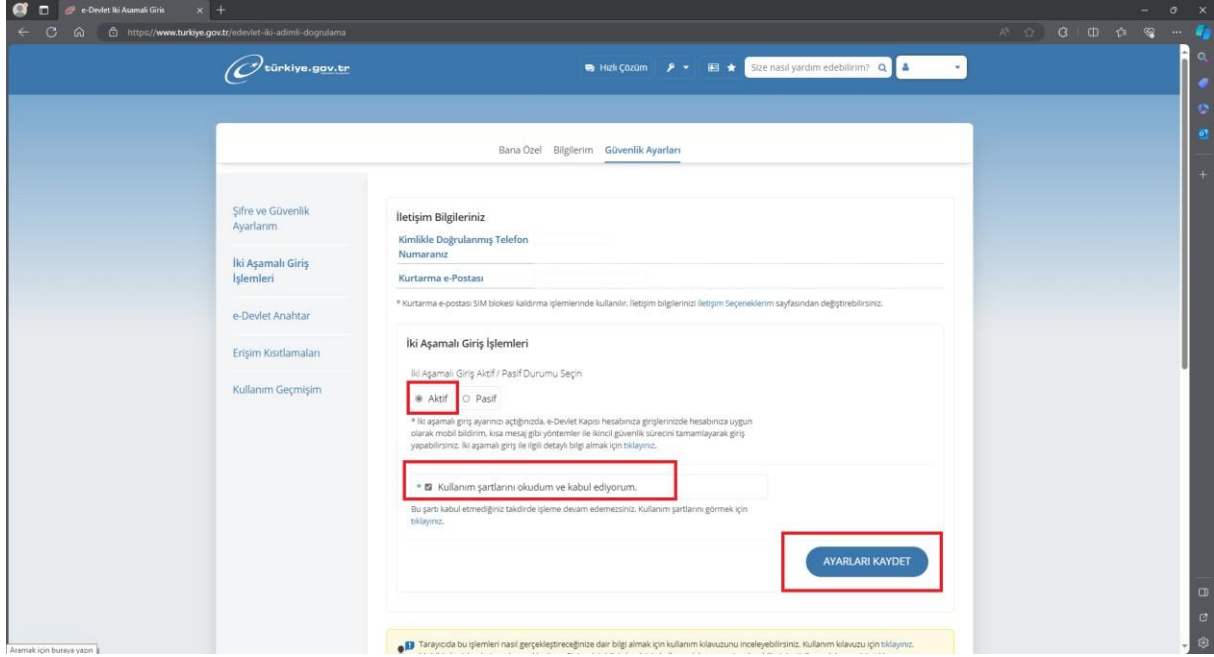 e-Devlet İki Asamali Giris
https://www.turkiye.gov.tr/edevlet-iki-adimli-dogrulama
türkiye.gov.tr
Hızlı Çözüm
Size nasıl yardım edebilirim?
Bana Özel Bilgilerim Güvenlik Ayarları
Şifre ve Güvenlik
Ayarlarım
İki Aşamalı Giriş
İşlemleri
e-Devlet Anahtar
Erişim Kısıtlamaları
Kullanım Geçmişim
İletişim Bilgileriniz
Kimlikle Doğrulanmış Telefon
Numaranız
Kurtarma e-Postası
* Kurtarma e-postası SIM blokesi kaldırma işlemlerinde kullanılır. İletişim bilgilerinizi İletişim Seçeneklerim sayfasından değiştirebilirsiniz.
İki Aşamalı Giriş İşlemleri
İki Aşamalı Giriş Aktif / Pasif Durumu Seçin
Aktif Pasif
* İki aşamalı giriş ayarınızı açtığınızda, e-Devlet Kapısı hesabınıza girişlerinizde hesabınıza uygun
olarak mobil bildirim, kısa mesaj gibi yöntemler ile ikincil güvenlik sürecini tamamlayarak giriş
yapabilirsiniz. İki aşamalı giriş ile ilgili detaylı bilgi almak için tıklayınız.
* Kullanım şartlarını okudum ve kabul ediyorum.
Bu şartı kabul etmediğiniz takdirde işleme devam edemezsiniz. Kullanım şartlarını görmek için
tıklayınız.
AYARLARI KAYDET
Tarayıcıda bu işlemleri nasıl gerçekleştireceğinize dair bilgi almak için kullanım kılavuzunu inceleyebilirsiniz. Kullanım kılavuzu için tıklayınız.
Aramak için buraya yazın